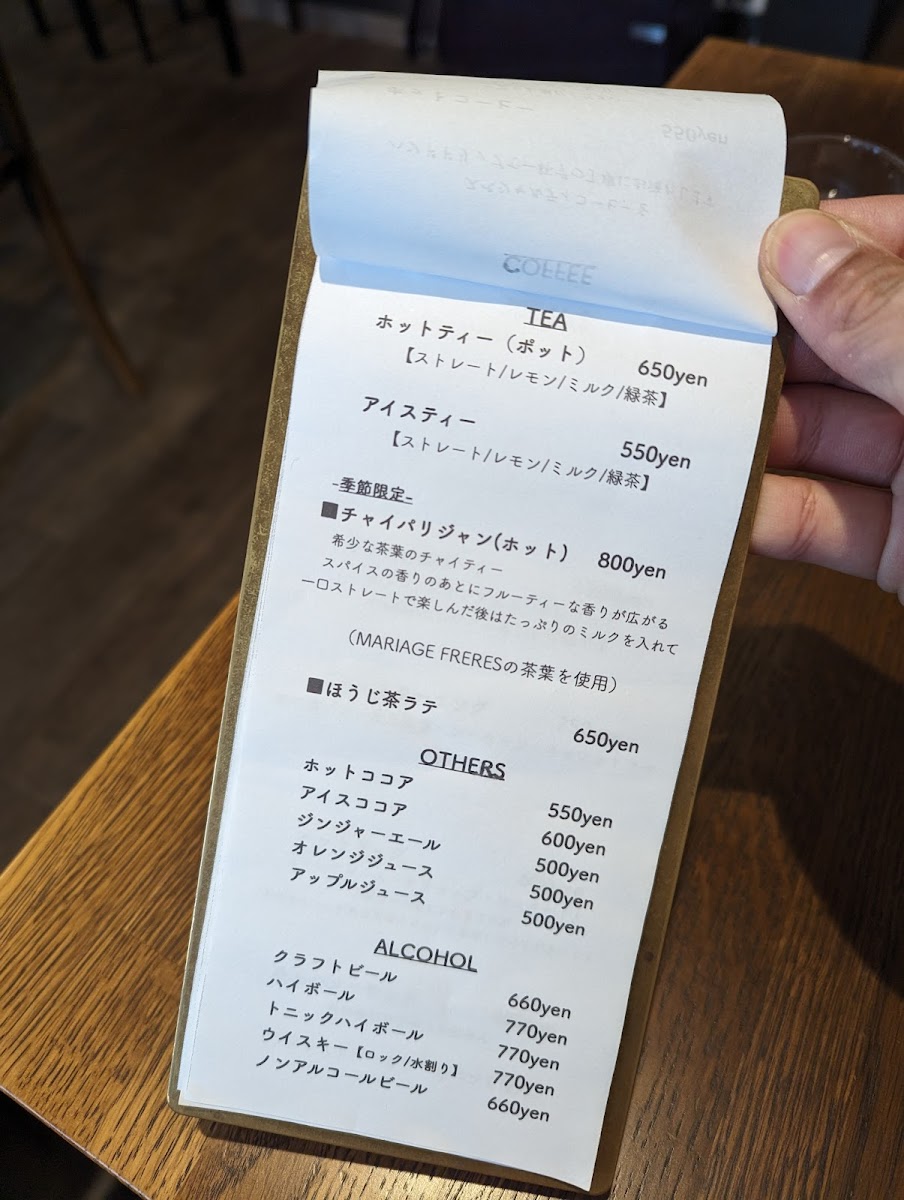 COFFEE
550yen
TEA
ホットティー（ポット） 650yen
【ストレート/レモン/ミルク/緑茶】
アイスティー 550yen
【ストレート/レモン/ミルク/緑茶】
-季節限定-
■チャイパリジャン(ホット) 800yen
希少な茶葉のチャイティー
スパイスの香りのあとにフルーティーな香りが広がる
一口ストレートで楽しんだ後はたっぷりのミルクを入れて
（MARIAGE FRERESの茶葉を使用）
■ほうじ茶ラテ 650yen
OTHERS
ホットココア 550yen
アイスココア 600yen
ジンジャーエール 500yen
オレンジジュース 500yen
アップルジュース 500yen
ALCOHOL
クラフトビール 660yen
ハイボール 770yen
トニックハイボール 770yen
ウイスキー【ロック/水割り】 770yen
ノンアルコールビール 660yen